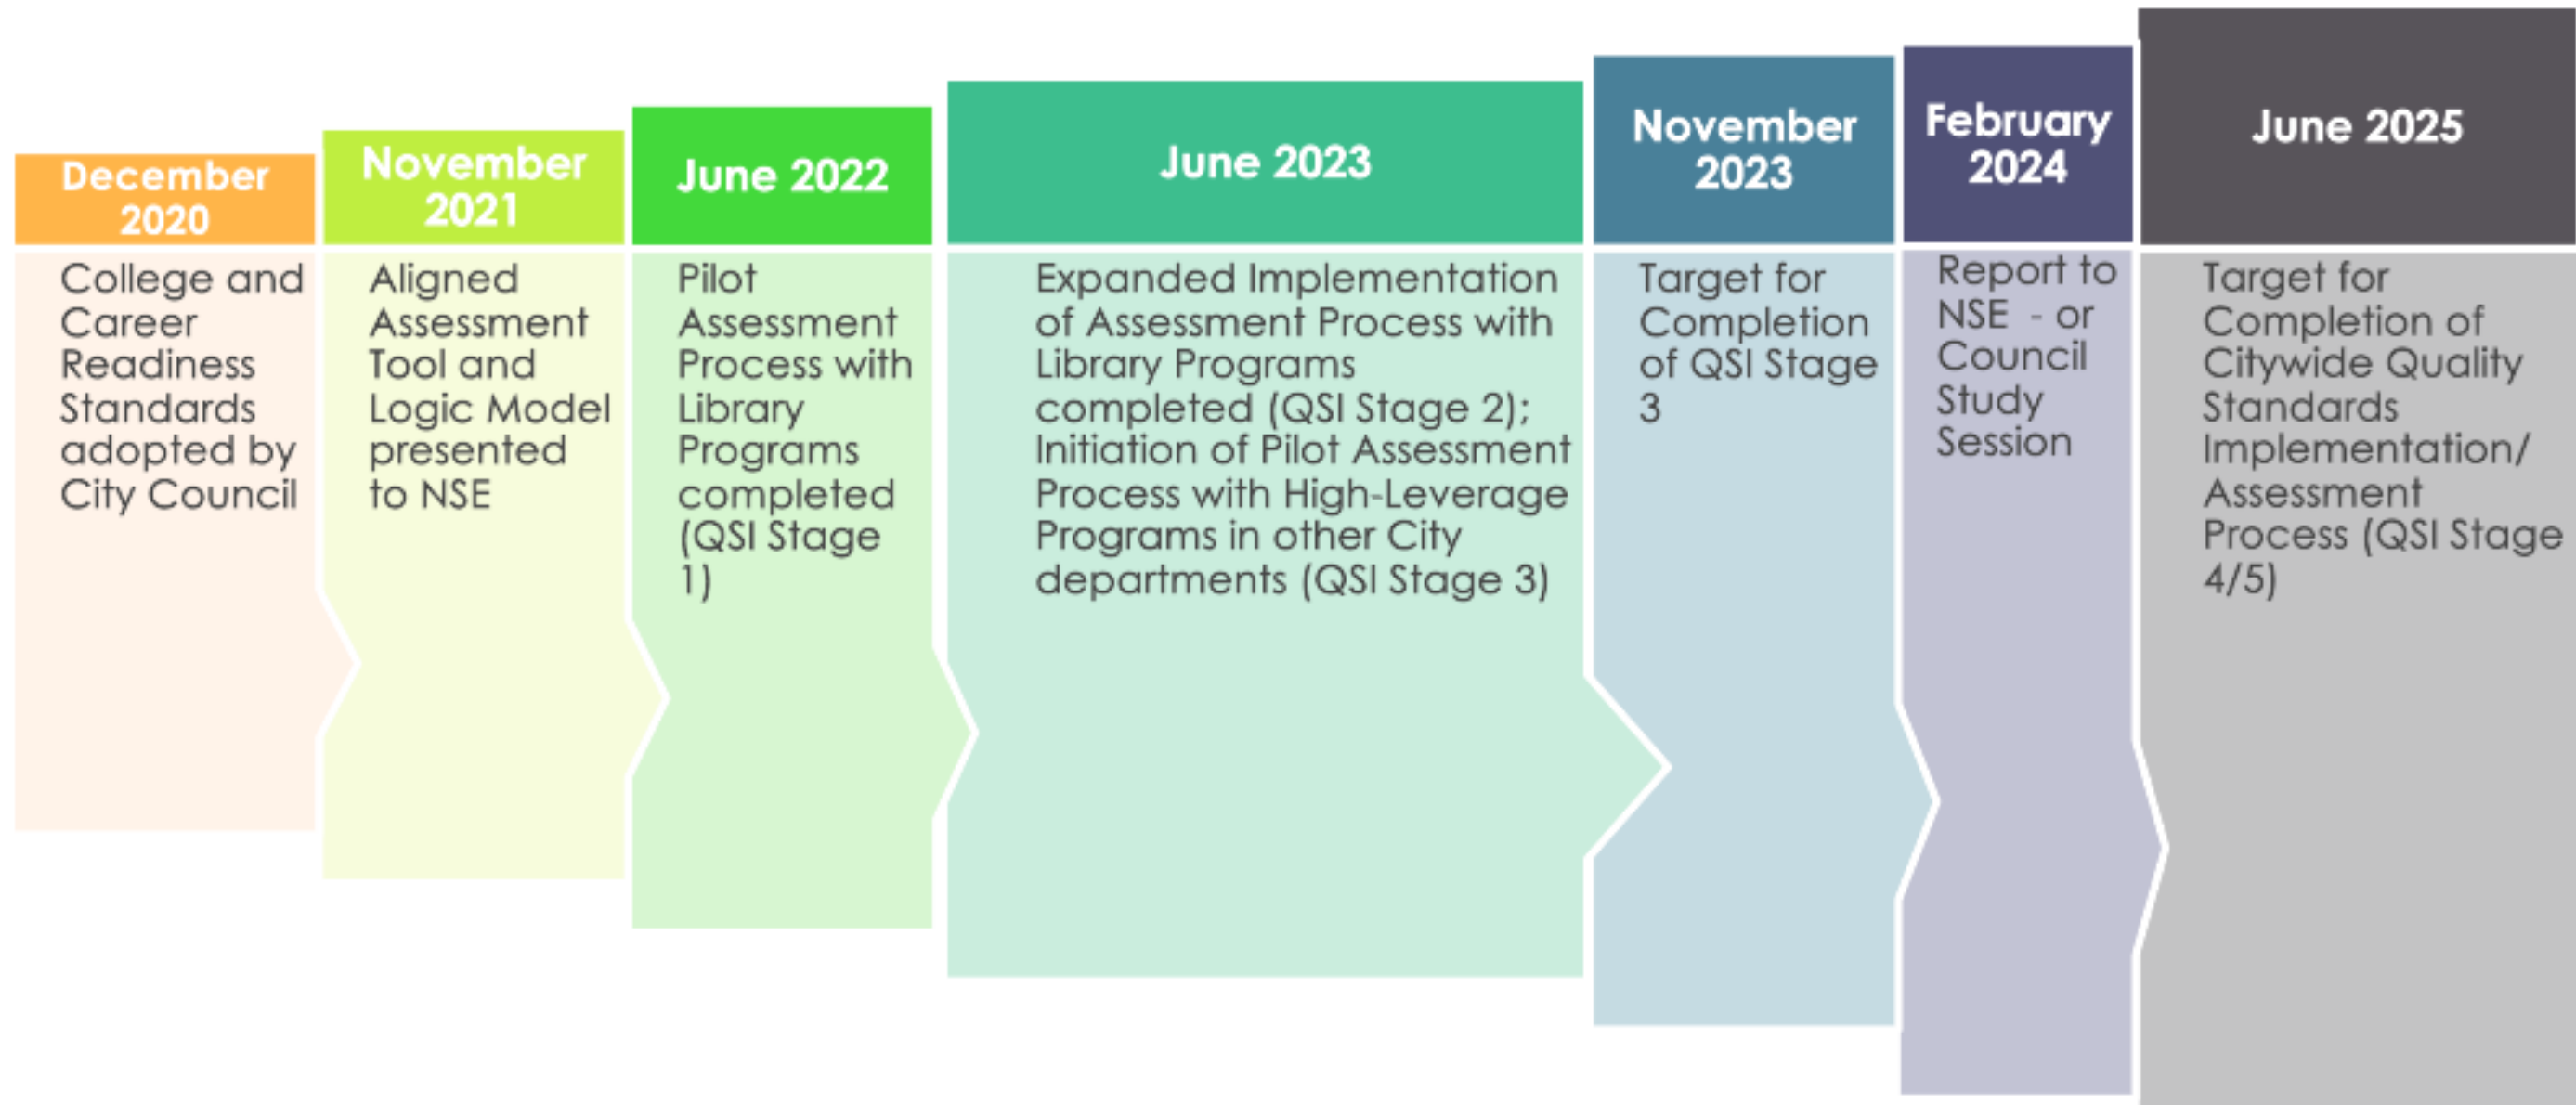 December
2020
College and
Career
Readiness
Standards
adopted by
City Council
November
2021
Aligned
Assessment
Tool and
Logic Model
presented
to NSE
June 2022
Pilot
Assessment
Process with
Library
Programs
completed
(QSI Stage
1)
June 2023
Expanded Implementation
of Assessment Process with
Library Programs
completed (QSI Stage 2);
Initiation of Pilot Assessment
Process with High-Leverage
Programs in other City
departments (QSI Stage 3)
November
2023
Target for
Completion
of QSI Stage
3
February
2024
Report to
NSE - or
Council
Study
Session
June 2025
Target for
Completion of
Citywide Quality
Standards
Implementation/
Assessment
Process (QSI Stage
4/5)